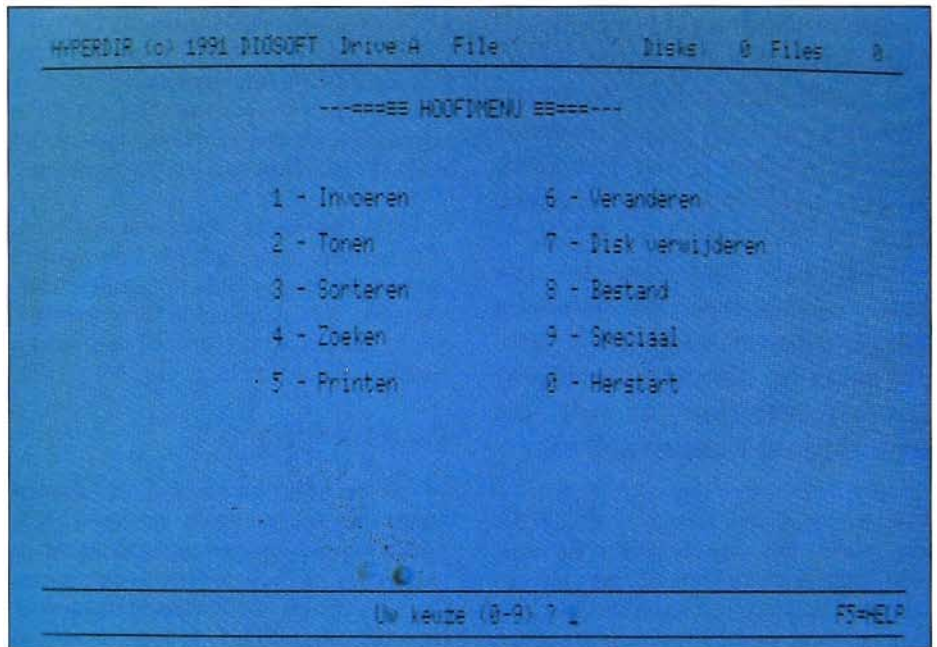 HYPERDIR (c) 1991 DIOSOFT Drive:A File ' ' Disks: 0 Files 0
---===≡≡ HOOFDMENU ≡≡===---
1 - Invoeren 6 - Veranderen
2 - Tonen 7 - Disk verwijderen
3 - Sorteren 8 - Bestand
4 - Zoeken 9 - Speciaal
5 - Printen 0 - Herstart
Uw keuze (0-9) ? F5=HELP